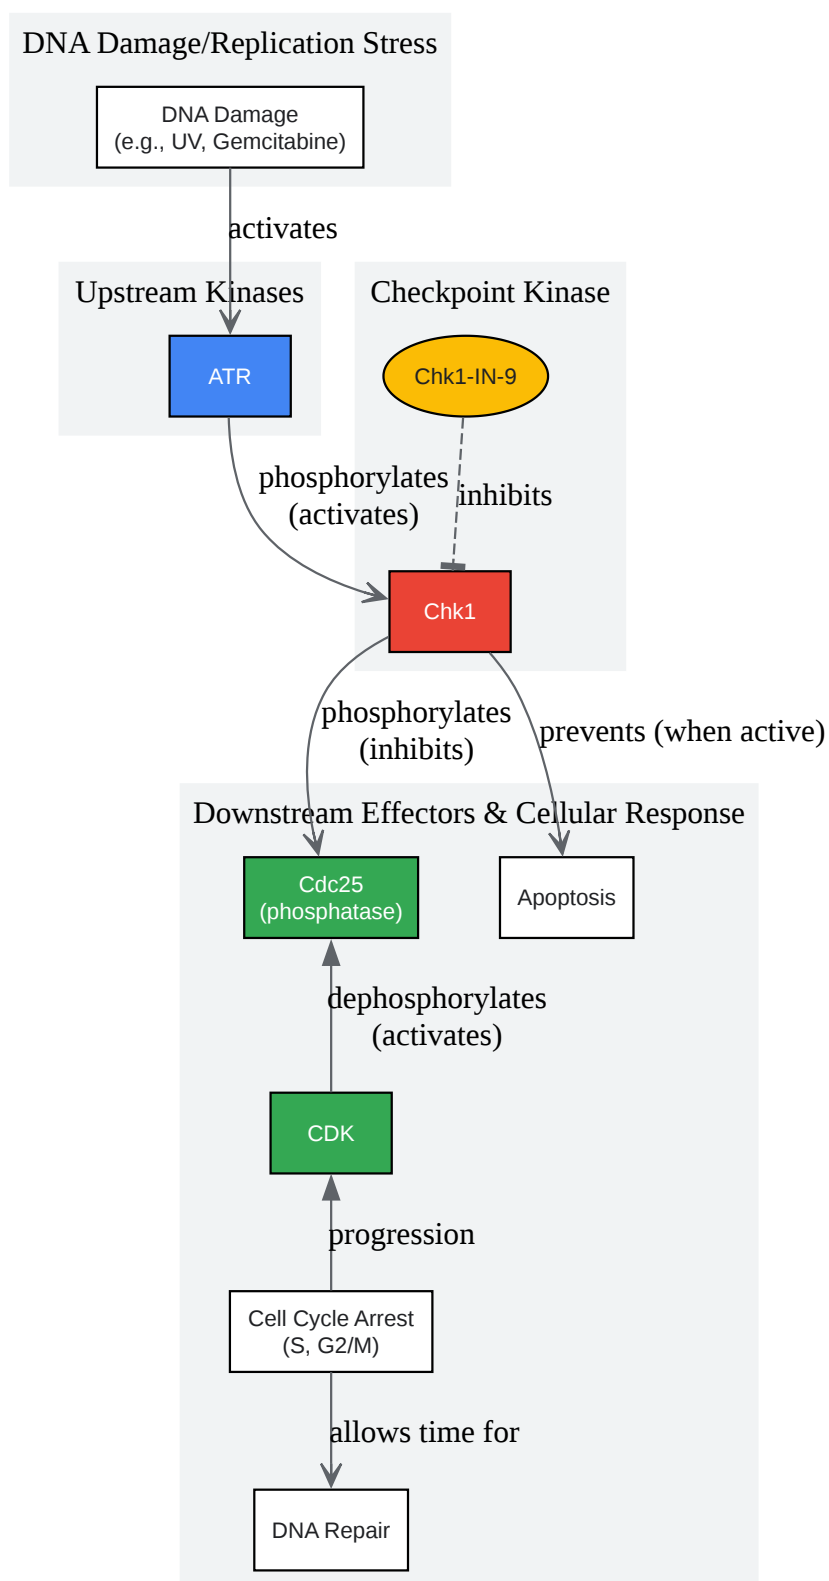 DNA Damage/Replication Stress
DNA Damage
(e.g., UV, Gemcitabine)
activates
Upstream Kinases
Checkpoint Kinase
ATR
Chk1-IN-9
phosphorylates
(activates)
inhibits
Chk1
phosphorylates
(inhibits)
prevents (when active)
Downstream Effectors & Cellular Response
Cdc25
(phosphatase)
Apoptosis
dephosphorylates
(activates)
CDK
progression
Cell Cycle Arrest
(S, G2/M)
allows time for
DNA Repair